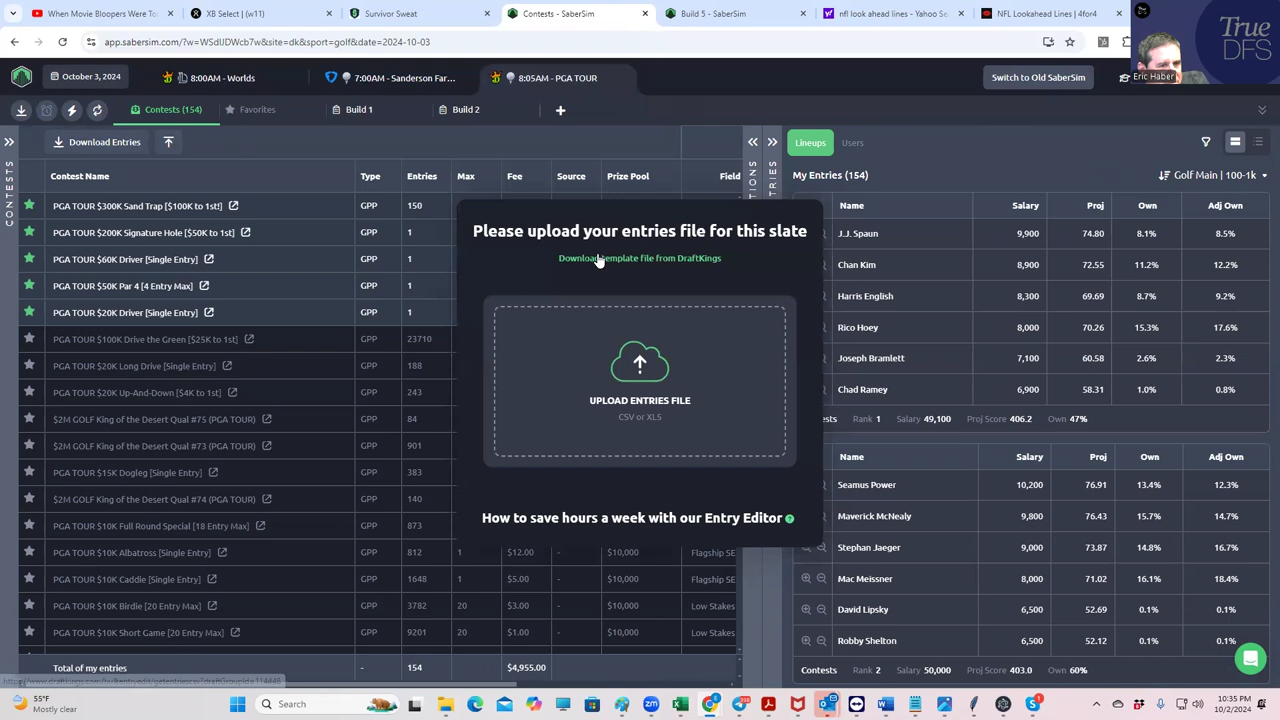 When Movie Bloopers Were To
XB Select | (w11)
Survivor Sweat
Contests - SaberSim
Build 5 - SaberSim
nfl look ahead lines - Yahoo Se
NFL Lookahead Lines | 4for4
app.sabersim.com/?w=WSdIJDWcb7w&site=dk&sport=golf&date=2024-10-03
True DFS
Eric Haber
October 3, 2024
8:00AM - Worlds
7:00AM - Sanderson Far...
8:05AM - PGA TOUR
Switch to Old SaberSim
Contests (154)
Favorites
Build 1
Build 2
CONTESTS
Download Entries
Contest Name Type Entries Max Fee Source Prize Pool Field
PGA TOUR $300K Sand Trap [$100K to 1st!] GPP 150
PGA TOUR $200K Signature Hole [$50K to 1st] GPP 1
PGA TOUR $60K Driver [Single Entry] GPP 1
PGA TOUR $50K Par 4 [4 Entry Max] GPP 1
PGA TOUR $20K Driver [Single Entry] GPP 1
PGA TOUR $100K Drive the Green [$25K to 1st] GPP 23710
PGA TOUR $20K Long Drive [Single Entry] GPP 188
PGA TOUR $20K Up-And-Down [$4K to 1st] GPP 243
$2M GOLF King of the Desert Qual #75 (PGA TOUR) GPP 84
$2M GOLF King of the Desert Qual #73 (PGA TOUR) GPP 901
PGA TOUR $15K Dogleg [Single Entry] GPP 383
$2M GOLF King of the Desert Qual #74 (PGA TOUR) GPP 140
PGA TOUR $10K Full Round Special [18 Entry Max] GPP 873
PGA TOUR $10K Albatross [Single Entry] GPP 812 1 $12.00 - $10,000 Flagship SE
PGA TOUR $10K Caddie [Single Entry] GPP 1648 1 $5.00 - $10,000 Flagship SE
PGA TOUR $10K Birdie [20 Entry Max] GPP 3782 20 $3.00 - $10,000 Low Stakes
PGA TOUR $10K Short Game [20 Entry Max] GPP 9201 20 $1.00 - $10,000 Low Stakes
Total of my entries - 154 $4,955.00
Please upload your entries file for this slate
Download template file from DraftKings
UPLOAD ENTRIES FILE
CSV or XLS
How to save hours a week with our Entry Editor
Lineups
Users
My Entries (154)
Golf Main | 100-1k
Name Salary Proj Own Adj Own
J.J. Spaun 9,900 74.80 8.1% 8.5%
Chan Kim 8,900 72.55 11.2% 12.2%
Harris English 8,300 69.69 8.7% 9.2%
Rico Hoey 8,000 70.26 15.3% 17.6%
Joseph Bramlett 7,100 60.58 2.6% 2.3%
Chad Ramey 6,900 58.31 1.0% 0.8%
Rank 1 Salary 49,100 Proj Score 406.2 Own 47%
Name Salary Proj Own Adj Own
Seamus Power 10,200 76.91 13.4% 12.3%
Maverick McNealy 9,800 76.43 15.7% 14.7%
Stephan Jaeger 9,000 73.87 14.8% 16.7%
Mac Meissner 8,000 71.02 16.1% 18.4%
David Lipsky 6,500 52.69 0.1% 0.1%
Robby Shelton 6,500 52.12 0.1% 0.1%
Contests Rank 2 Salary 50,000 Proj Score 403.0 Own 60%
55°F
Mostly clear
Search
10:35 PM
10/2/2024